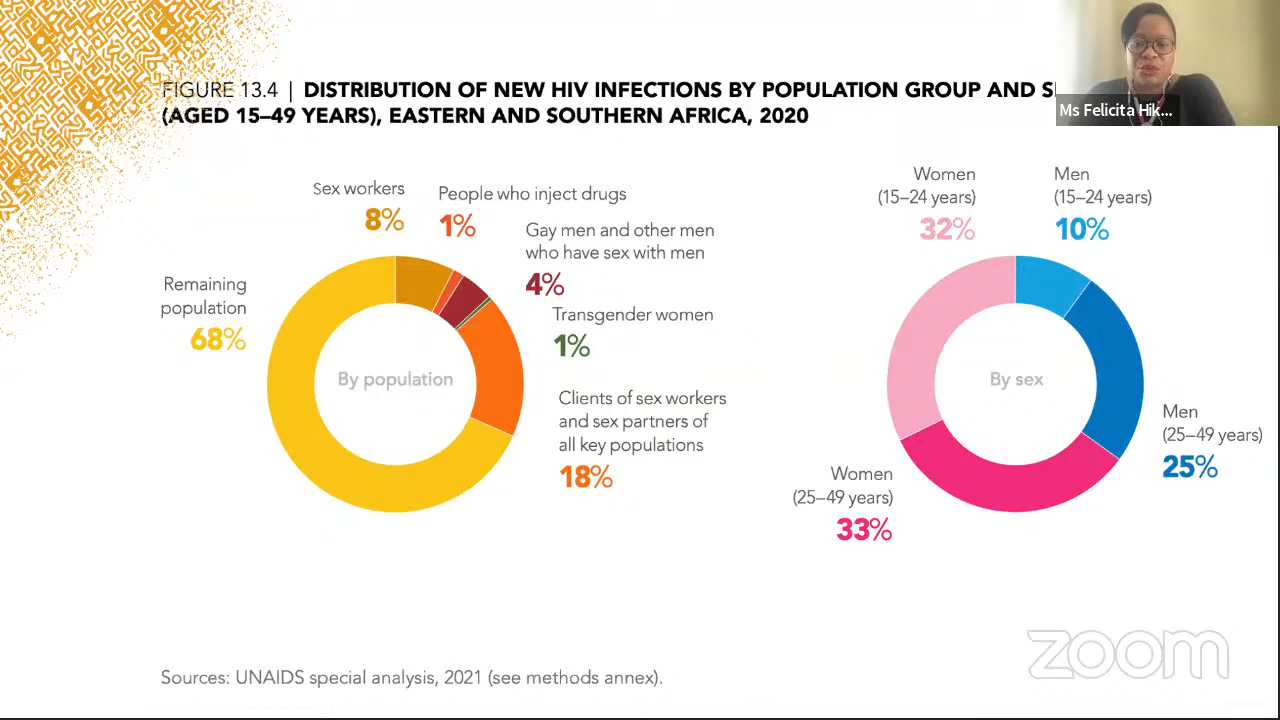 FIGURE 13.4 | DISTRIBUTION OF NEW HIV INFECTIONS BY POPULATION GROUP AND
(AGED 15–49 YEARS), EASTERN AND SOUTHERN AFRICA, 2020
Ms Felicita Hik...
Sex workers
8%
People who inject drugs
1%
Gay men and other men
who have sex with men
4%
Transgender women
1%
Clients of sex workers
and sex partners of
all key populations
18%
Remaining
population
68%
By population
Women
(15–24 years)
32%
Men
(15–24 years)
10%
Men
(25–49 years)
25%
Women
(25–49 years)
33%
By sex
Sources: UNAIDS special analysis, 2021 (see methods annex).
zoom